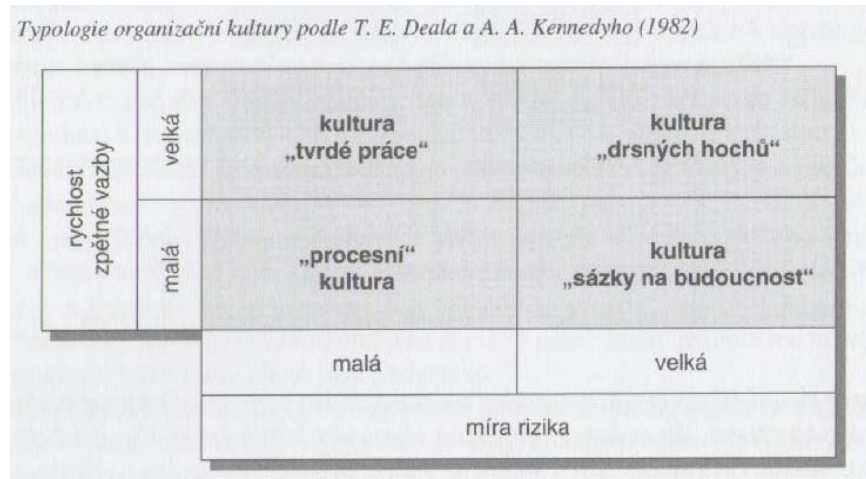 Typologie organizační kultury podle T. E. Deala a A. A. Kennedyho (1982)
rychlost
zpětné vazby
velká
kultura
„tvrdé práce“
kultura
„drsných hochů“
malá
„procesní“
kultura
kultura
„sázky na budoucnost“
malá
velká
míra rizika